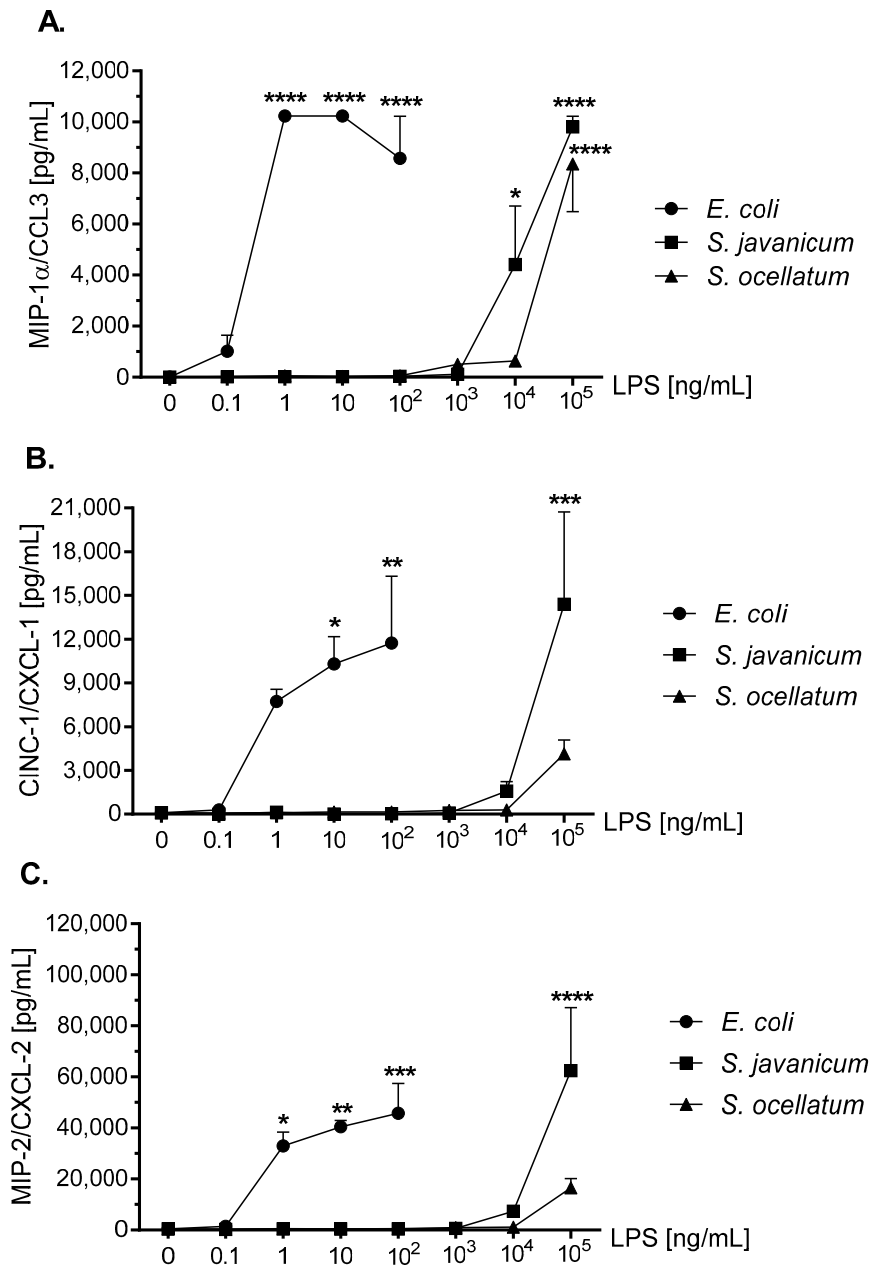 A.
MIP-1α/CCL3 [pg/mL]
12,000
10,000
8,000
6,000
4,000
2,000
0
**** **** ****
*
****
****
E. coli
S. javanicum
S. ocellatum
0 0.1 1 10 10² 10³ 10⁴ 10⁵ LPS [ng/mL]
B.
CINC-1/CXCL-1 [pg/mL]
21,000
18,000
15,000
12,000
9,000
6,000
3,000
0
*
**
***
E. coli
S. javanicum
S. ocellatum
0 0.1 1 10 10² 10³ 10⁴ 10⁵ LPS [ng/mL]
C.
MIP-2/CXCL-2 [pg/mL]
120,000
100,000
80,000
60,000
40,000
20,000
0
*
**
***
****
E. coli
S. javanicum
S. ocellatum
0 0.1 1 10 10² 10³ 10⁴ 10⁵ LPS [ng/mL]